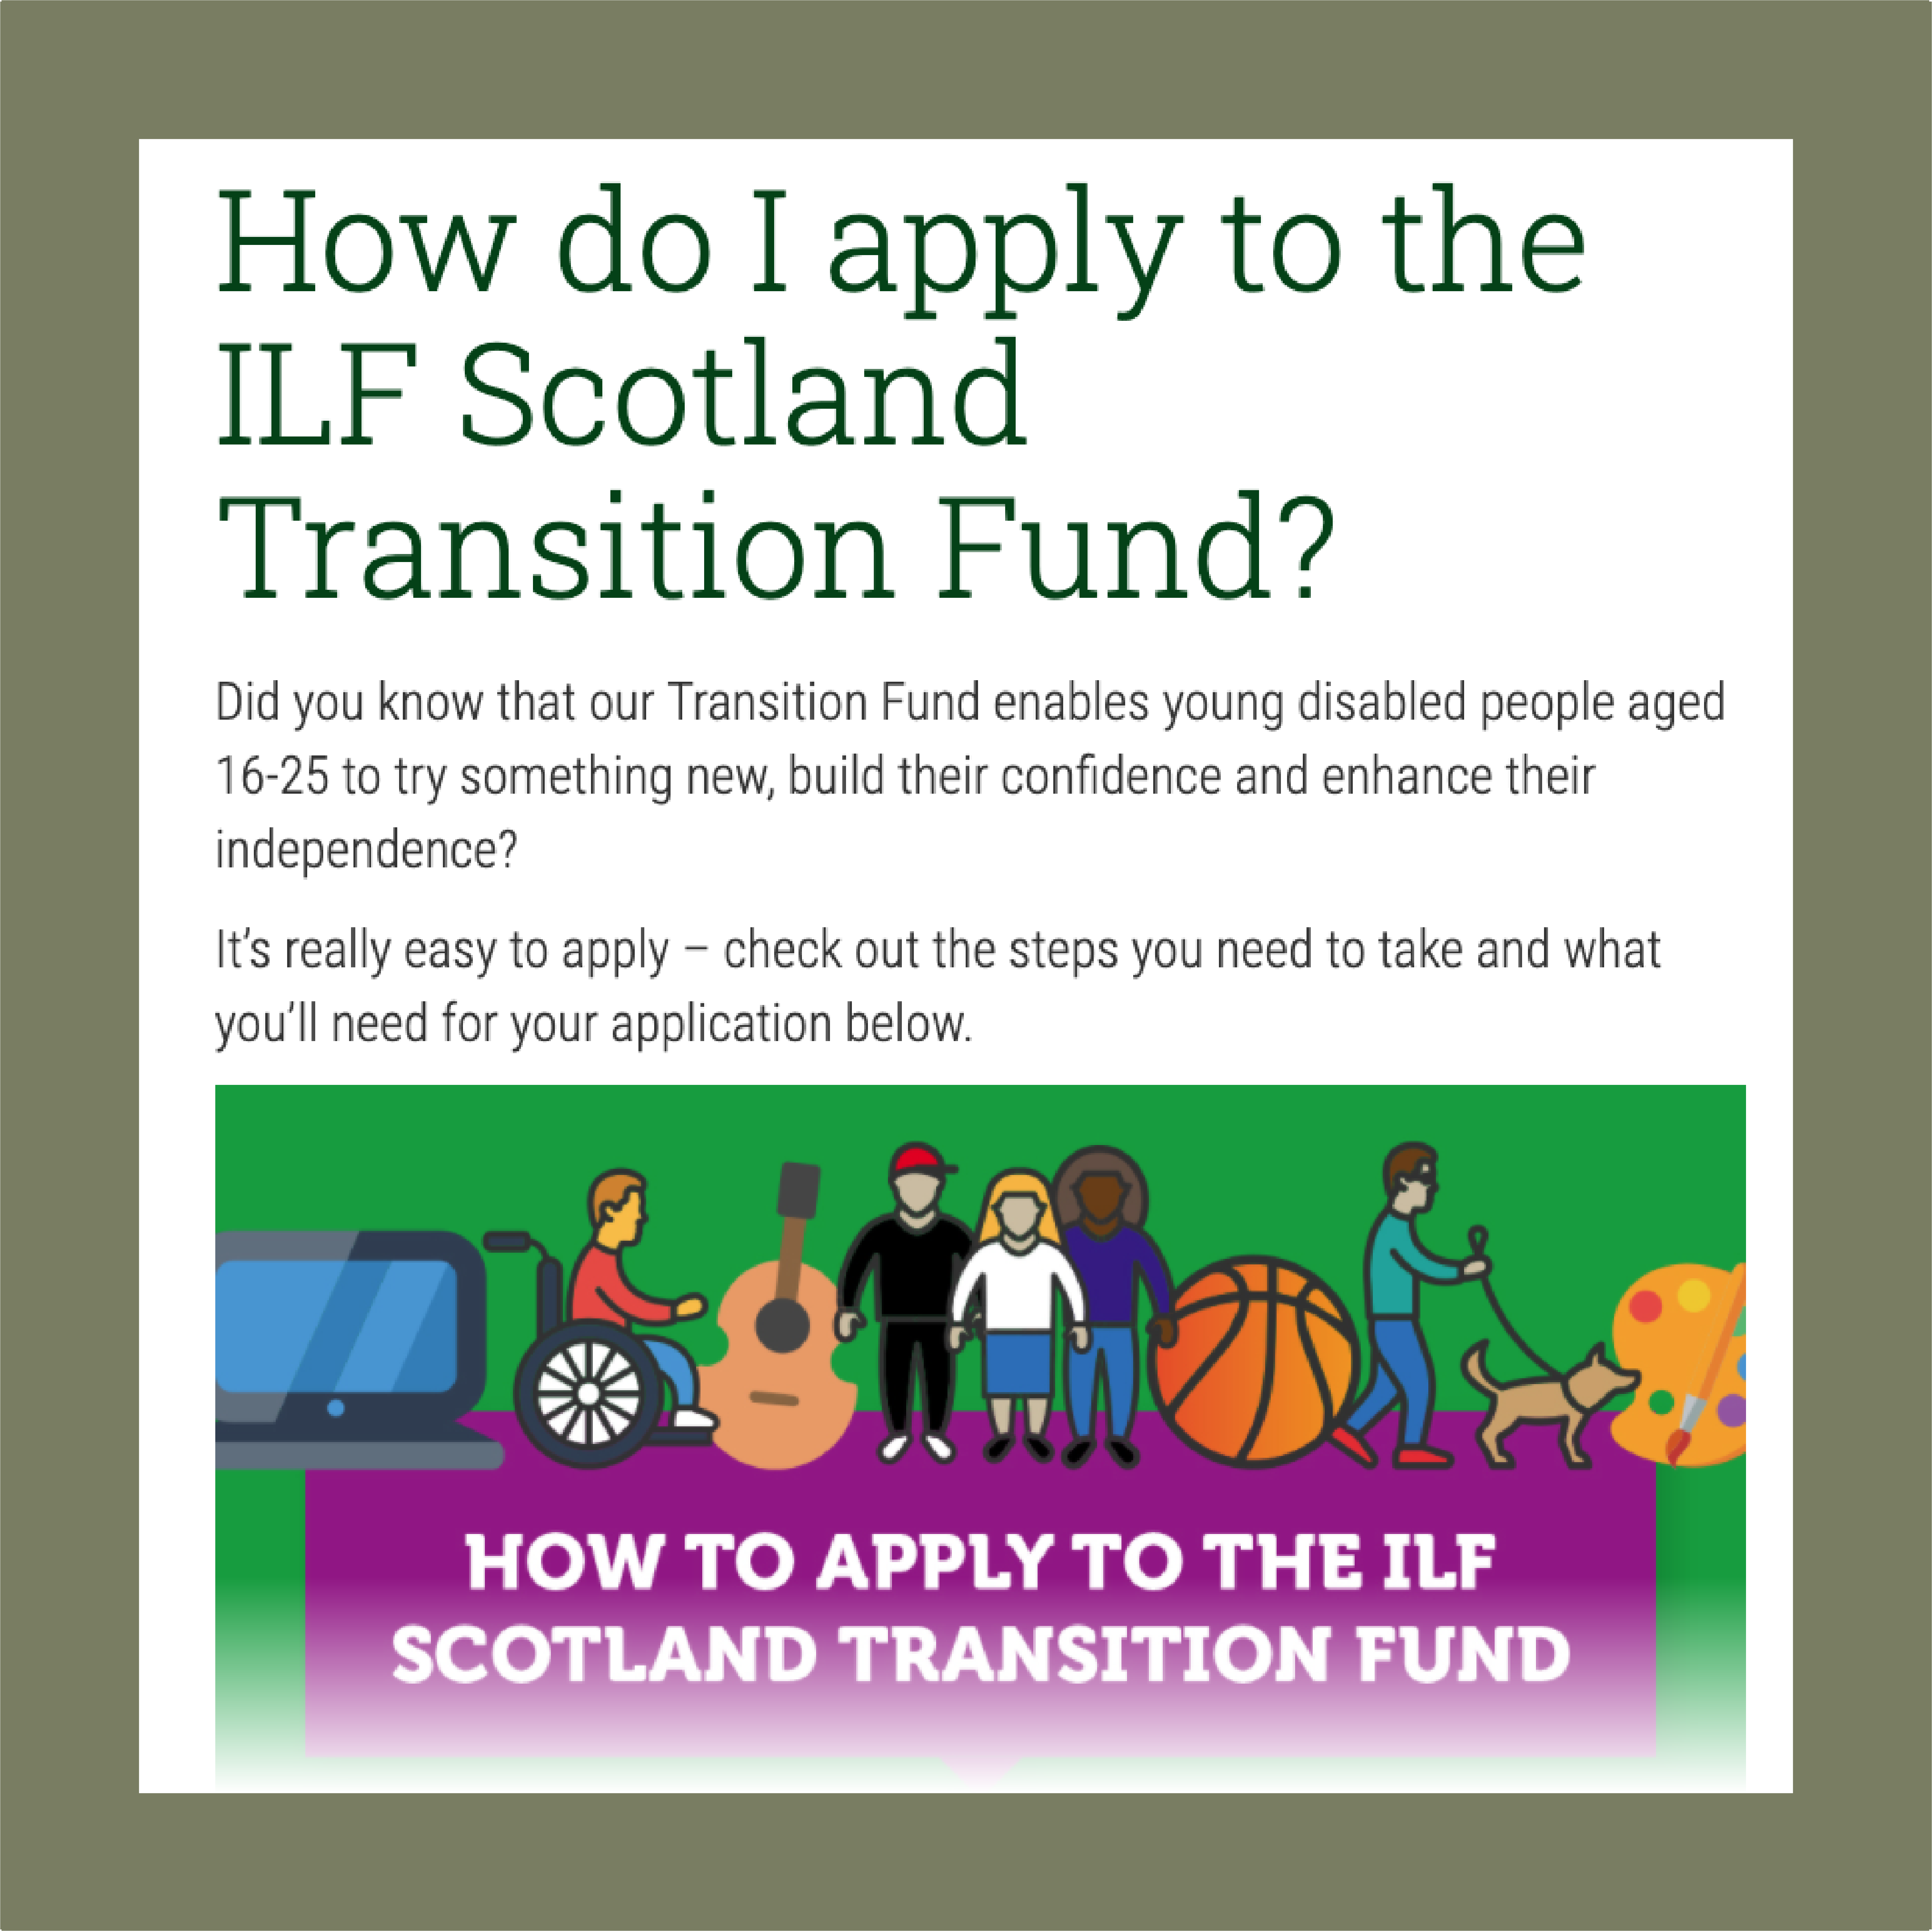 How do I apply to the
ILF Scotland
Transition Fund?
Did you know that our Transition Fund enables young disabled people aged
16-25 to try something new, build their confidence and enhance their
independence?
It’s really easy to apply – check out the steps you need to take and what
you’ll need for your application below.
HOW TO APPLY TO THE ILF
SCOTLAND TRANSITION FUND